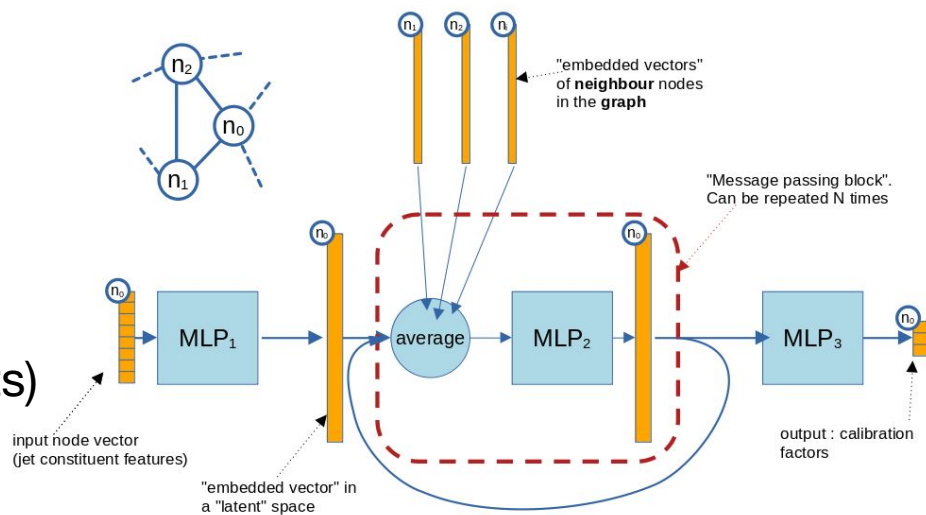 n₁ n₂ nᵢ
n₂
n₀
n₁
"embedded vectors"
of neighbour nodes
in the graph
"Message passing block".
Can be repeated N times
n₀
n₀
n₀
MLP₁
average
MLP₂
MLP₃
n₀
ts)
input node vector
(jet constituent features)
"embedded vector" in
a "latent" space
output : calibration
factors